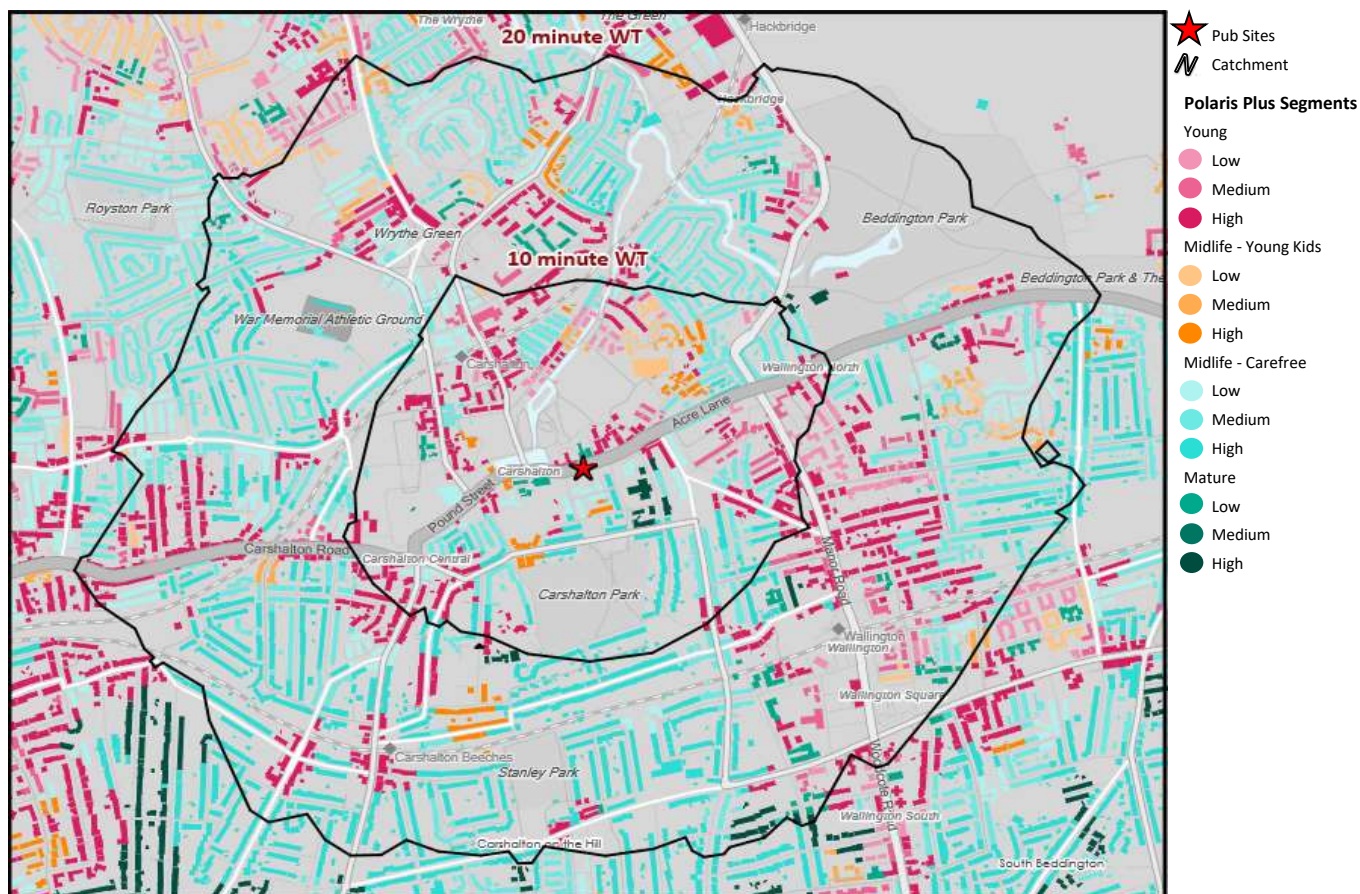 The Wrythe
The Green
Hackbridge
20 minute WT
Hackbridge
Royston Park
Wrythe Green
Beddington Park
10 minute WT
Beddington Park & The
War Memorial Athletic Ground
Carshalton
Wallington North
Acre Lane
Carshalton
Pound Street
Carshalton Road
Carshalton Central
Manor Road
Carshalton Park
Wallington
Wallington
Wallington Square
Carshalton Beeches
Stanley Park
Woodcote Road
Wallington South
Carshalton on the Hill
South Beddington
Pub Sites
Catchment
Polaris Plus Segments
Young
Low
Medium
High
Midlife - Young Kids
Low
Medium
High
Midlife - Carefree
Low
Medium
High
Mature
Low
Medium
High